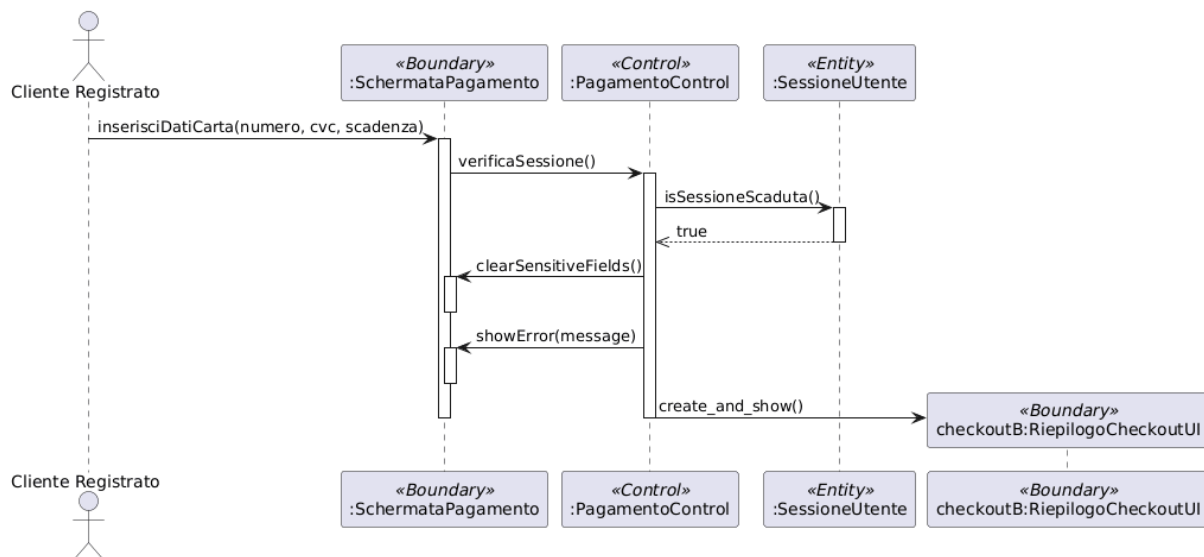 Cliente Registrato
«Boundary»
:SchermataPagamento
«Control»
:PagamentoControl
«Entity»
:SessioneUtente
inserisciDatiCarta(numero, cvc, scadenza)
verificaSessione()
isSessioneScaduta()
true
clearSensitiveFields()
showError(message)
create_and_show()
«Boundary»
checkoutB:RiepilogoCheckoutUI
Cliente Registrato
«Boundary»
:SchermataPagamento
«Control»
:PagamentoControl
«Entity»
:SessioneUtente
«Boundary»
checkoutB:RiepilogoCheckoutUI